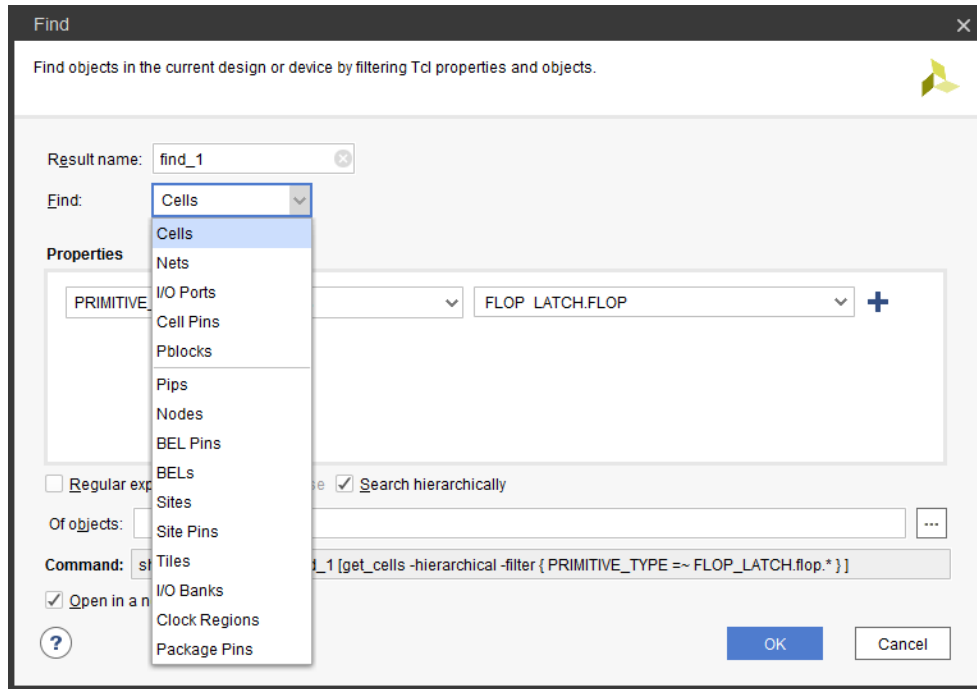 Find
Find objects in the current design or device by filtering Tcl properties and objects.
Result name: find_1
Find: Cells
Cells
Nets
I/O Ports
Cell Pins
Pblocks
Pips
Nodes
BEL Pins
BELs
Sites
Site Pins
Tiles
I/O Banks
Clock Regions
Package Pins
Properties
PRIMITIVE_ FLOP_LATCH.FLOP
Regular exp se Search hierarchically
Of objects: ...
Command: sh d_1 [get_cells -hierarchical -filter { PRIMITIVE_TYPE =~ FLOP_LATCH.flop.* } ]
Open in a n
? OK Cancel